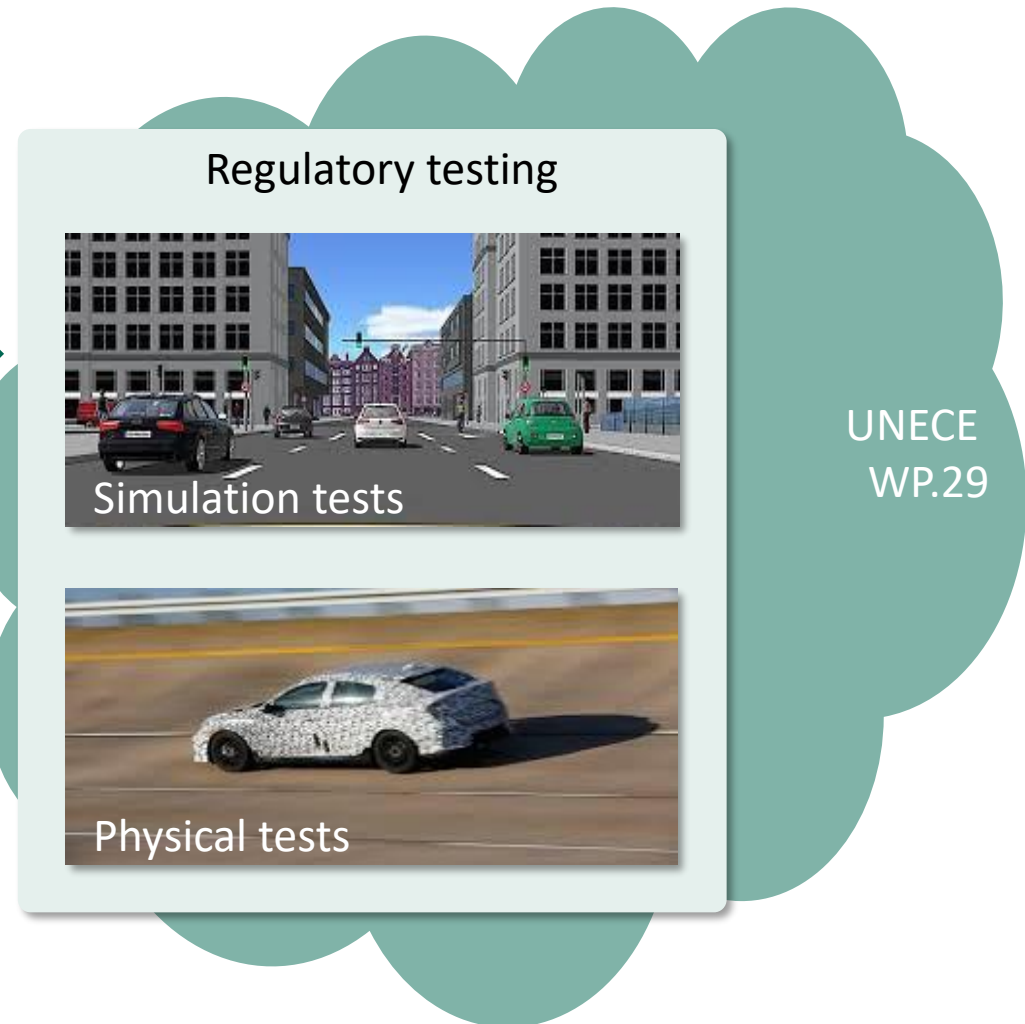 Regulatory testing
Simulation tests
UNECE
WP.29
Physical tests